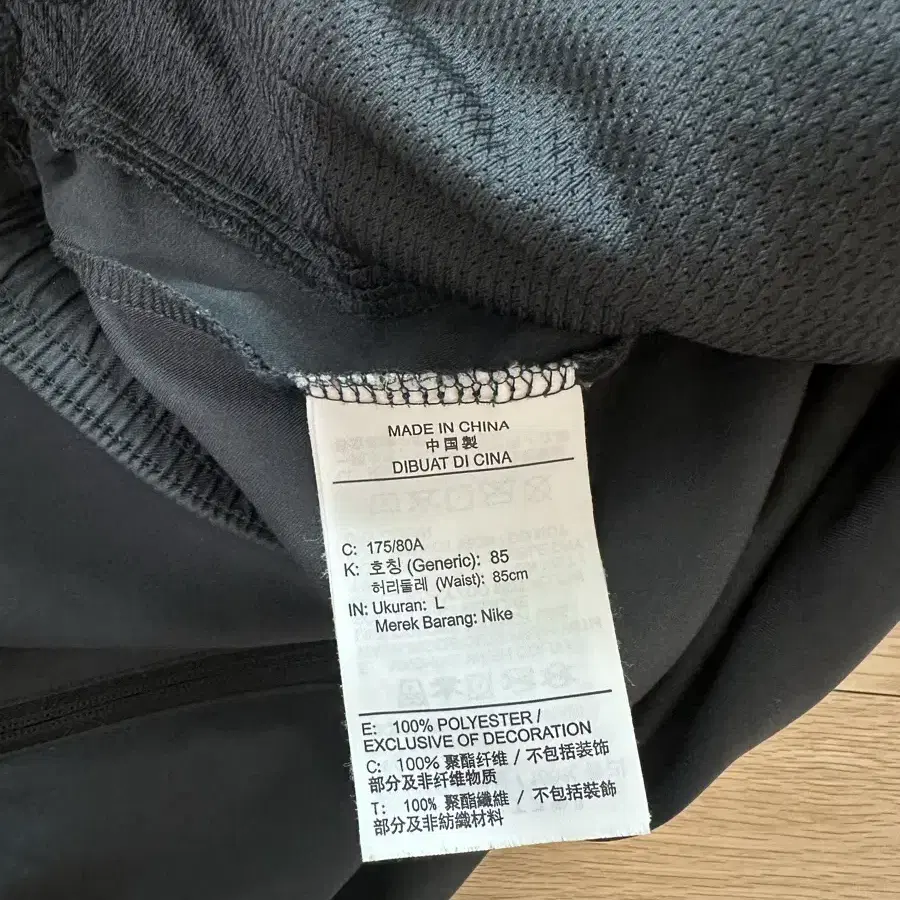 MADE IN CHINA
中国製
DIBUAT DI CINA
C: 175/80A
K: 호칭 (Generic): 85
허리둘레 (Waist): 85cm
IN: Ukuran: L
Merek Barang: Nike
E: 100% POLYESTER /
EXCLUSIVE OF DECORATION
C: 100% 聚酯纤维 / 不包括装饰
部分及非纤维物质
T: 100% 聚酯纖維 / 不包括裝飾
部分及非紡織材料